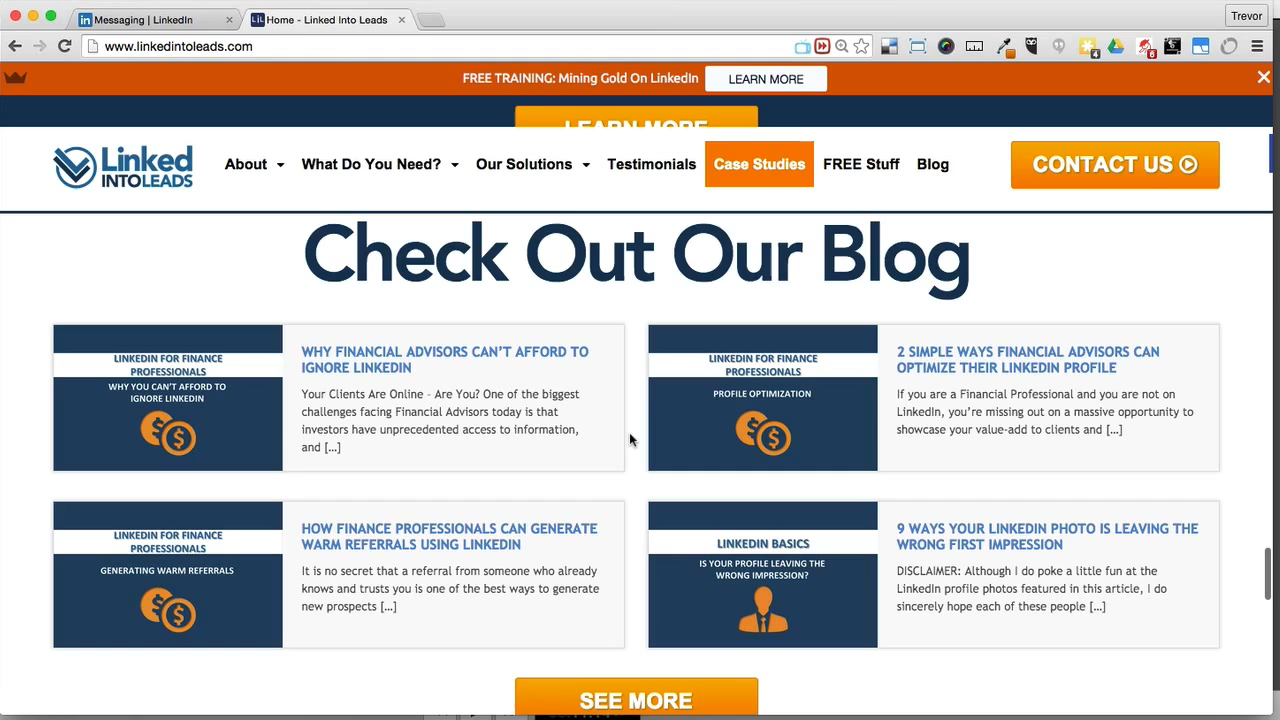 Messaging | LinkedIn
Home - Linked Into Leads
Trevor
www.linkedintoleads.com
4
6
FREE TRAINING: Mining Gold On LinkedIn
LEARN MORE
LEARN MORE
Linked
INTOLEADS
About
What Do You Need?
Our Solutions
Testimonials
Case Studies
FREE Stuff
Blog
CONTACT US
Check Out Our Blog
LINKEDIN FOR FINANCE
PROFESSIONALS
WHY YOU CAN'T AFFORD TO
IGNORE LINKEDIN
WHY FINANCIAL ADVISORS CAN'T AFFORD TO
IGNORE LINKEDIN
Your Clients Are Online – Are You? One of the biggest
challenges facing Financial Advisors today is that
investors have unprecedented access to information,
and [...]
LINKEDIN FOR FINANCE
PROFESSIONALS
PROFILE OPTIMIZATION
2 SIMPLE WAYS FINANCIAL ADVISORS CAN
OPTIMIZE THEIR LINKEDIN PROFILE
If you are a Financial Professional and you are not on
LinkedIn, you're missing out on a massive opportunity to
showcase your value-add to clients and [...]
LINKEDIN FOR FINANCE
PROFESSIONALS
GENERATING WARM REFERRALS
HOW FINANCE PROFESSIONALS CAN GENERATE
WARM REFERRALS USING LINKEDIN
It is no secret that a referral from someone who already
knows and trusts you is one of the best ways to generate
new prospects [...]
LINKEDIN BASICS
IS YOUR PROFILE LEAVING THE
WRONG IMPRESSION?
9 WAYS YOUR LINKEDIN PHOTO IS LEAVING THE
WRONG FIRST IMPRESSION
DISCLAIMER: Although I do poke a little fun at the
LinkedIn profile photos featured in this article, I do
sincerely hope each of these people [...]
SEE MORE